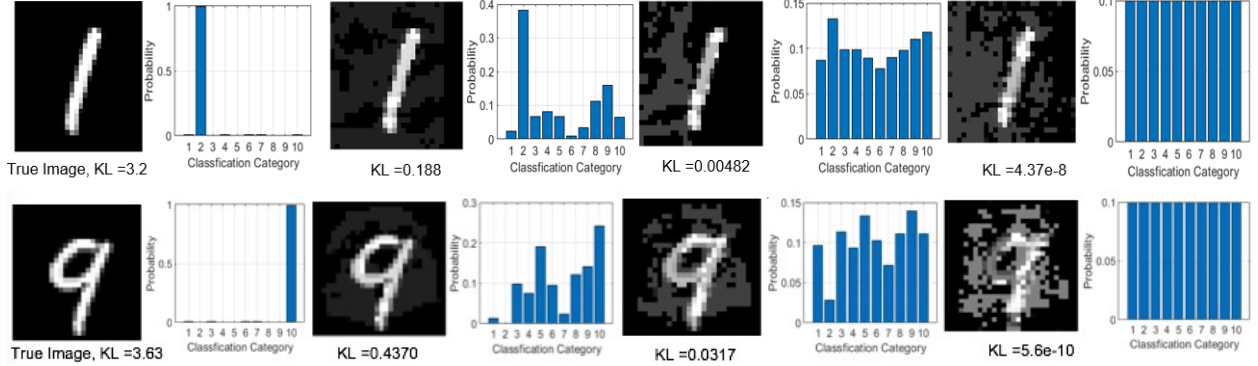 Probability
1
0.5
0
1 2 3 4 5 6 7 8 9 10
Classfication Category
True Image, KL =3.2
Probability
0.4
0.3
0.2
0.1
0
1 2 3 4 5 6 7 8 9 10
Classfication Category
KL =0.188
Probability
0.15
0.1
0.05
0
1 2 3 4 5 6 7 8 9 10
Classfication Category
KL =0.00482
Probability
0.1
0.05
0
1 2 3 4 5 6 7 8 9 10
Classfication Category
KL =4.37e-8
Probability
1
0.5
0
1 2 3 4 5 6 7 8 9 10
Classfication Category
True Image, KL =3.63
Probability
0.3
0.2
0.1
0
1 2 3 4 5 6 7 8 9 10
Classfication Category
KL =0.4370
Probability
0.15
0.1
0.05
0
1 2 3 4 5 6 7 8 9 10
Classfication Category
KL =0.0317
Probability
0.1
0.05
0
1 2 3 4 5 6 7 8 9 10
Classfication Category
KL =5.6e-10